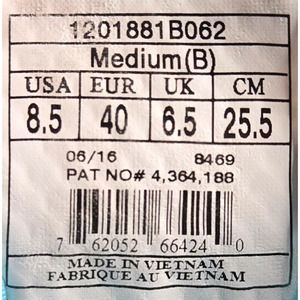 1201881B062
Medium(B)
USA EUR UK CM
8.5 40 6.5 25.5
06/16 8469
PAT NO# 4,364,188
7 62052 66424 0
MADE IN VIETNAM
FABRIQUE AU VIETNAM